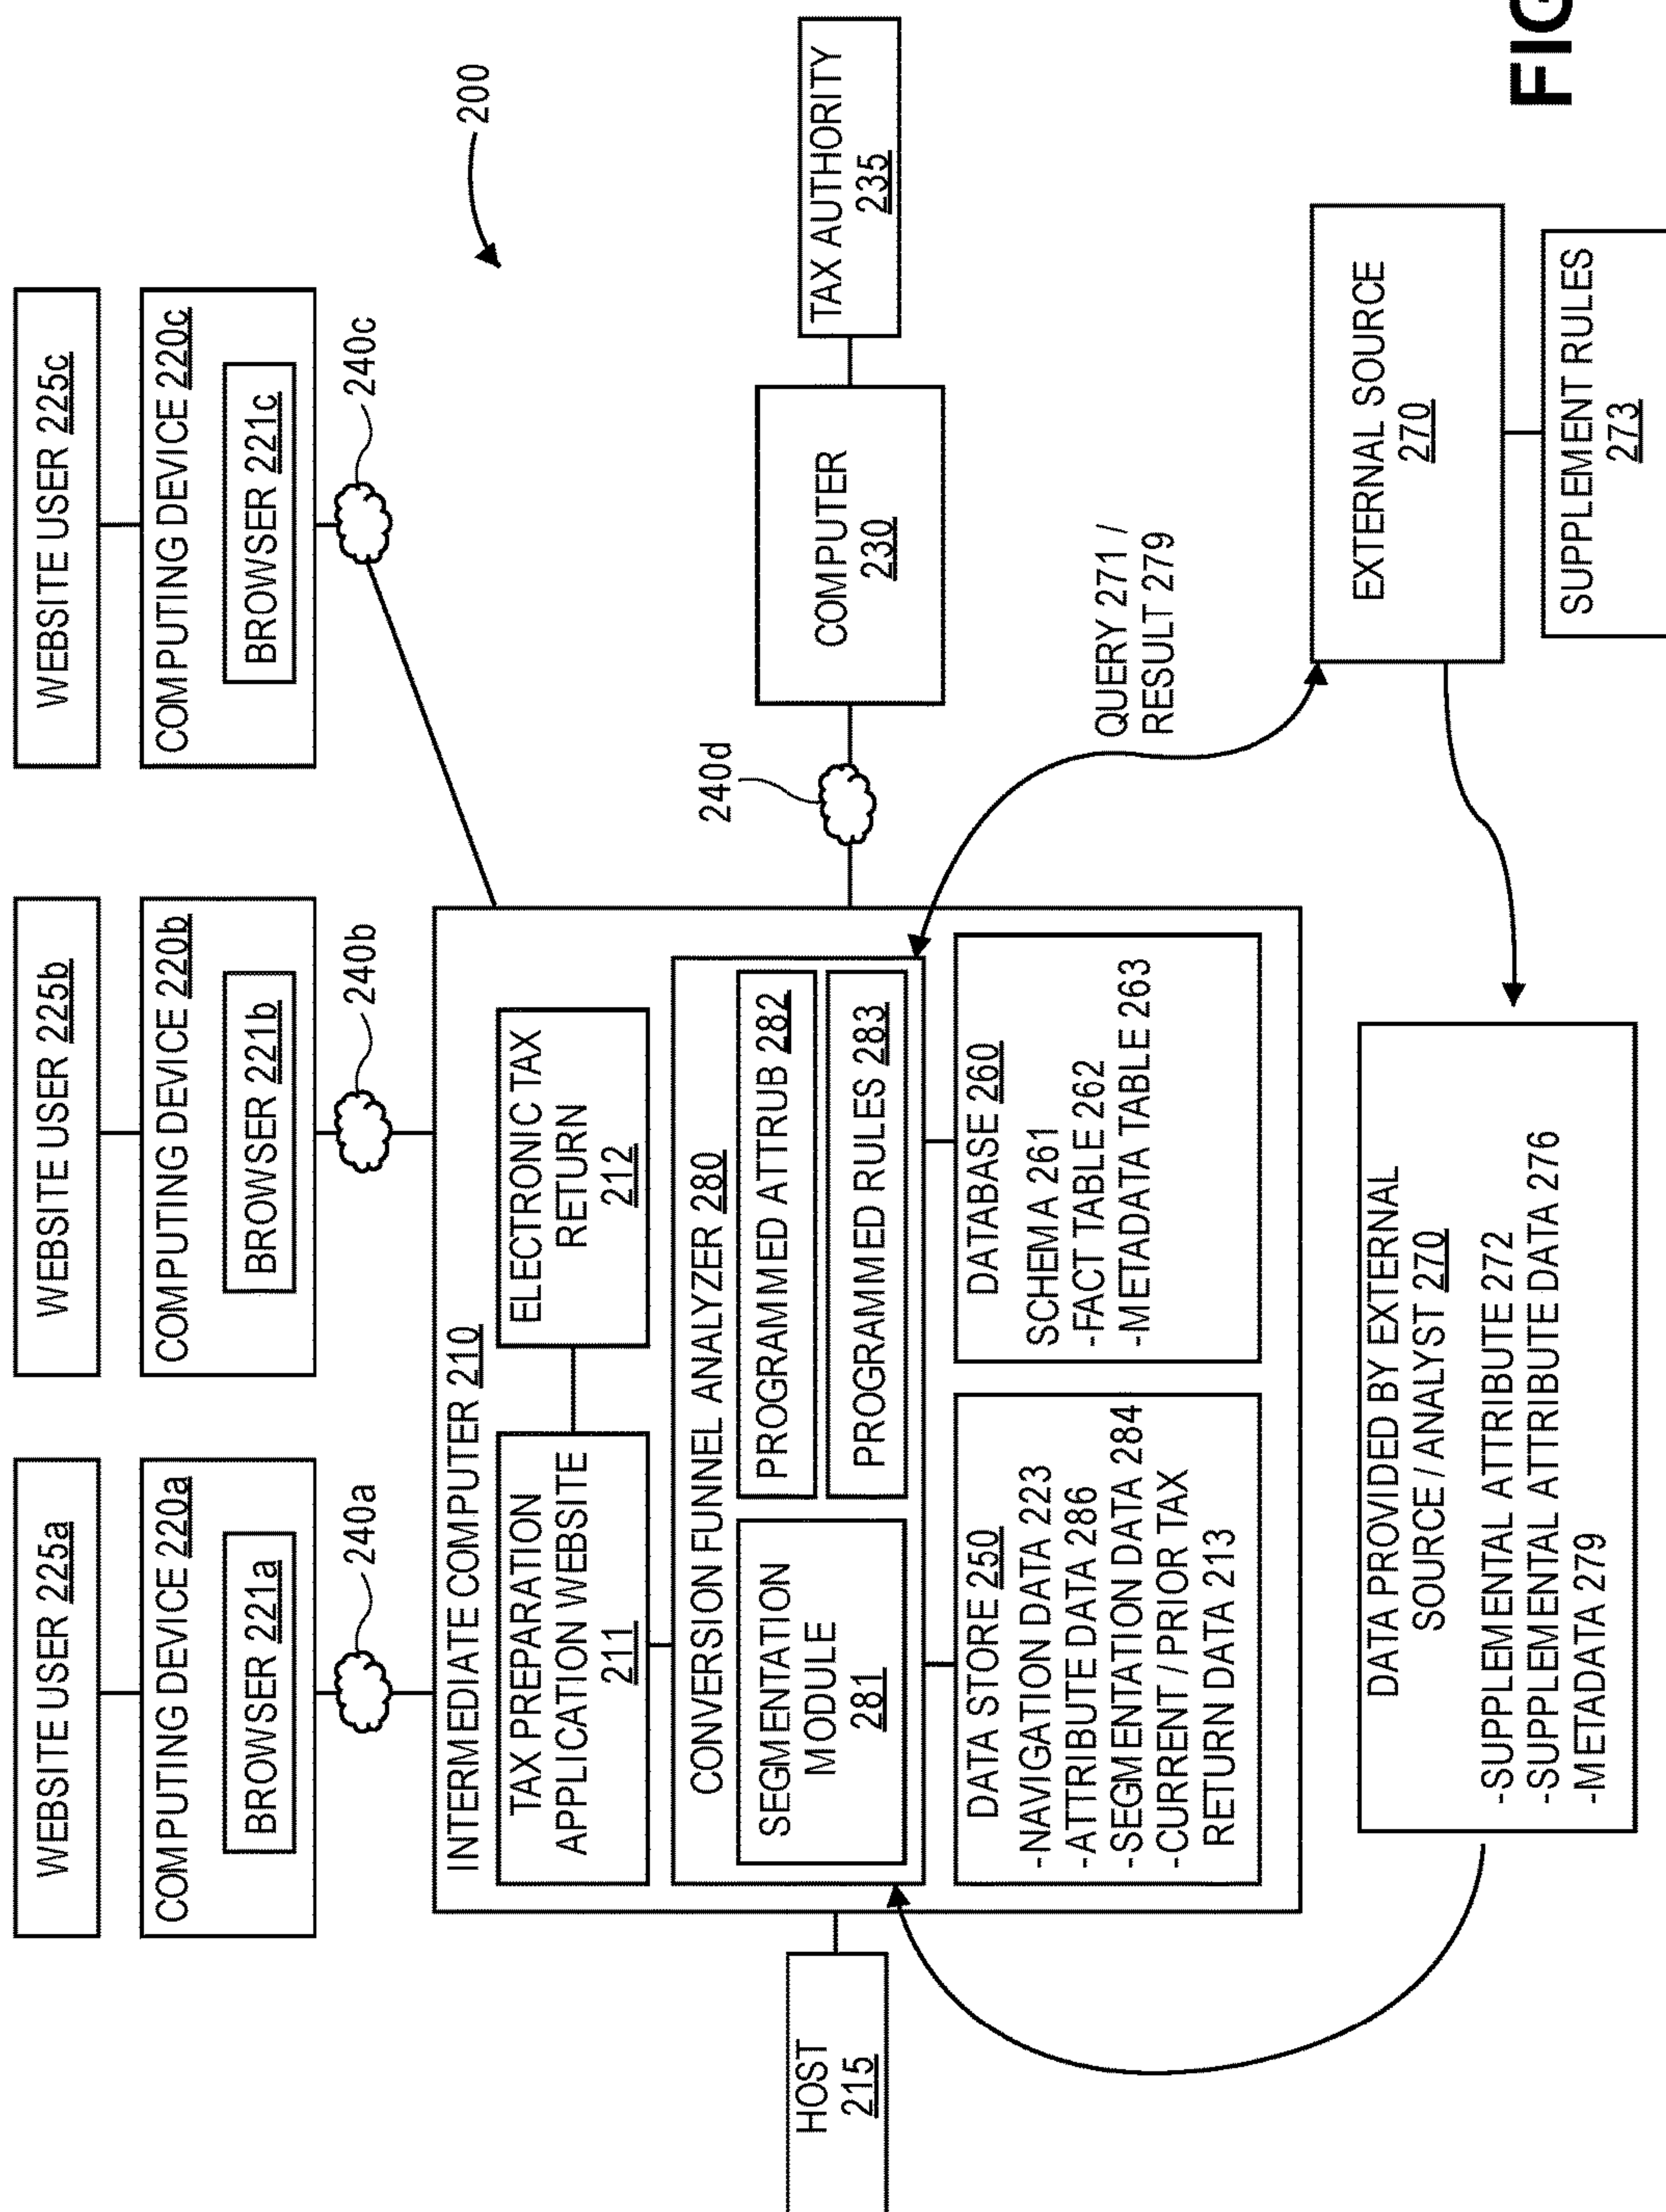 WEBSITE USER 225a
COMPUTING DEVICE 220a
BROWSER 221a
240a
WEBSITE USER 225b
COMPUTING DEVICE 220b
BROWSER 221b
240b
WEBSITE USER 225c
COMPUTING DEVICE 220c
BROWSER 221c
240c
200
INTERMEDIATE COMPUTER 210
TAX PREPARATION
APPLICATION WEBSITE
211
ELECTRONIC TAX
RETURN
212
CONVERSION FUNNEL ANALYZER 280
SEGMENTATION
MODULE
281
PROGRAMMED ATTRUB 282
PROGRAMMED RULES 283
DATA STORE 250
-NAVIGATION DATA 223
-ATTRIBUTE DATA 286
-SEGMENTATION DATA 284
-CURRENT / PRIOR TAX
RETURN DATA 213
DATABASE 260
SCHEMA 261
-FACT TABLE 262
-METADATA TABLE 263
HOST
215
240d
COMPUTER
230
TAX AUTHORITY
235
QUERY 271 /
RESULT 279
EXTERNAL SOURCE
270
SUPPLEMENT RULES
273
DATA PROVIDED BY EXTERNAL
SOURCE / ANALYST 270
-SUPPLEMENTAL ATTRIBUTE 272
-SUPPLEMENTAL ATTRIBUTE DATA 276
-METADATA 279
FIG